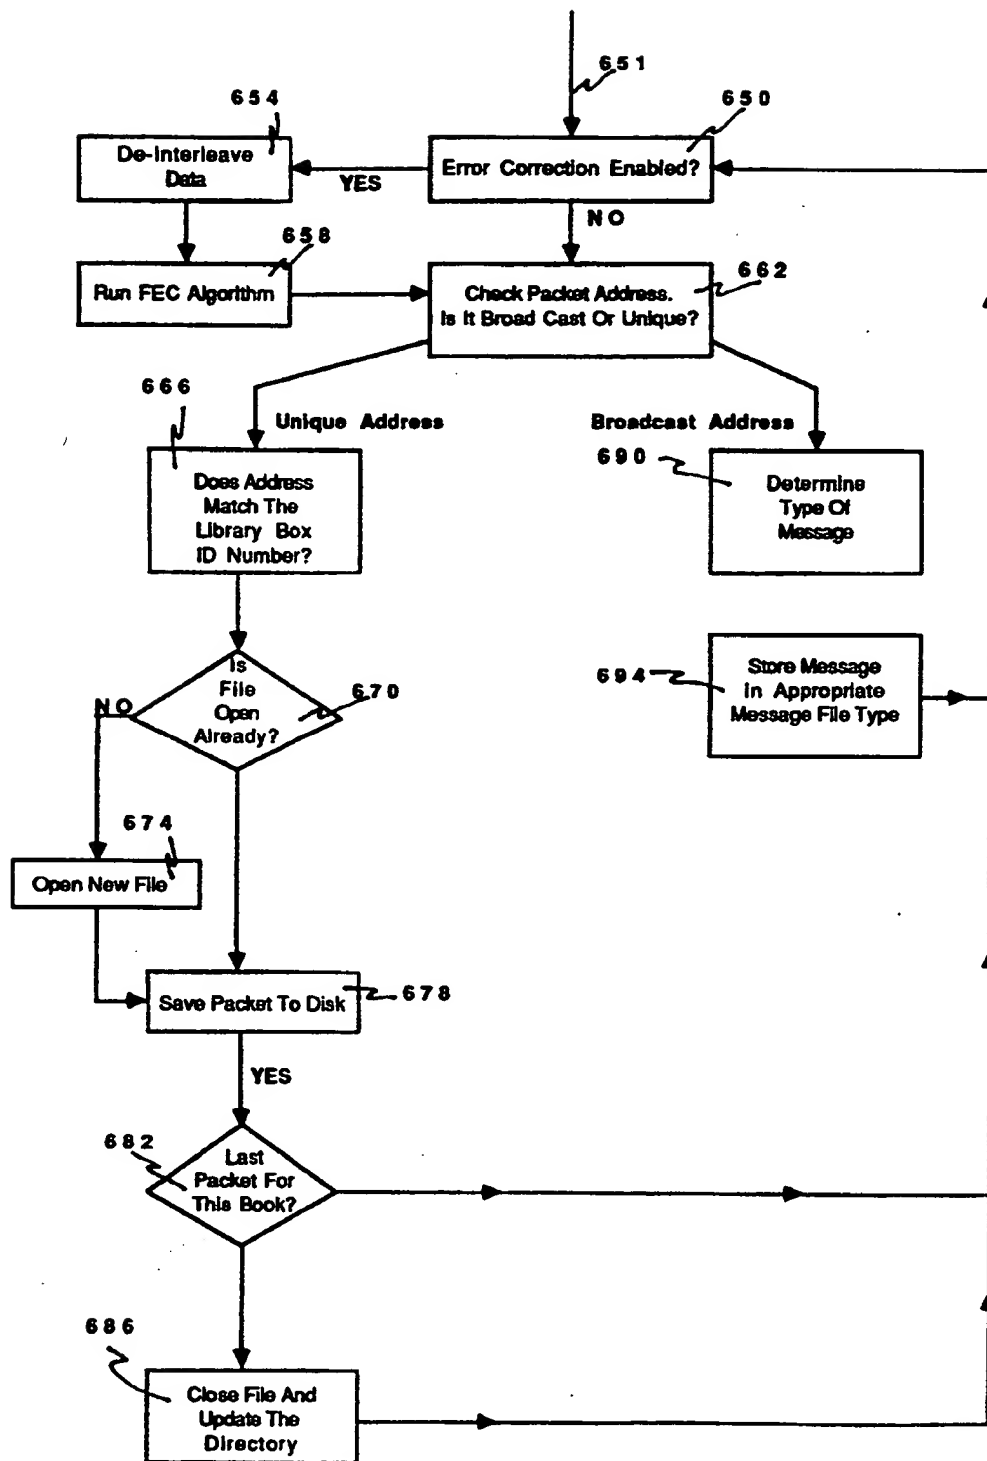 651
654
650
De-Interleave
Data
Error Correction Enabled?
YES
NO
658
662
Run FEC Algorithm
Check Packet Address.
Is It Broad Cast Or Unique?
666
Unique Address
Broadcast Address
690
Does Address
Match The
Library Box
ID Number?
Determine
Type Of
Message
Is
File
Open
Already?
670
NO
694
Store Message
In Appropriate
Message File Type
674
Open New File
Save Packet To Disk
678
YES
682
Last
Packet For
This Book?
686
Close File And
Update The
Directory